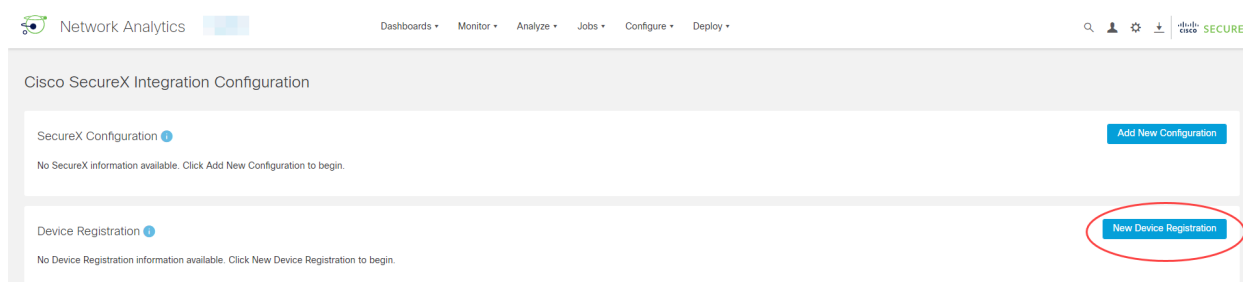 Network Analytics Dashboards Monitor Analyze Jobs Configure Deploy cisco SECURE
Cisco SecureX Integration Configuration
SecureX Configuration i Add New Configuration
No SecureX information available. Click Add New Configuration to begin.
Device Registration i New Device Registration
No Device Registration information available. Click New Device Registration to begin.